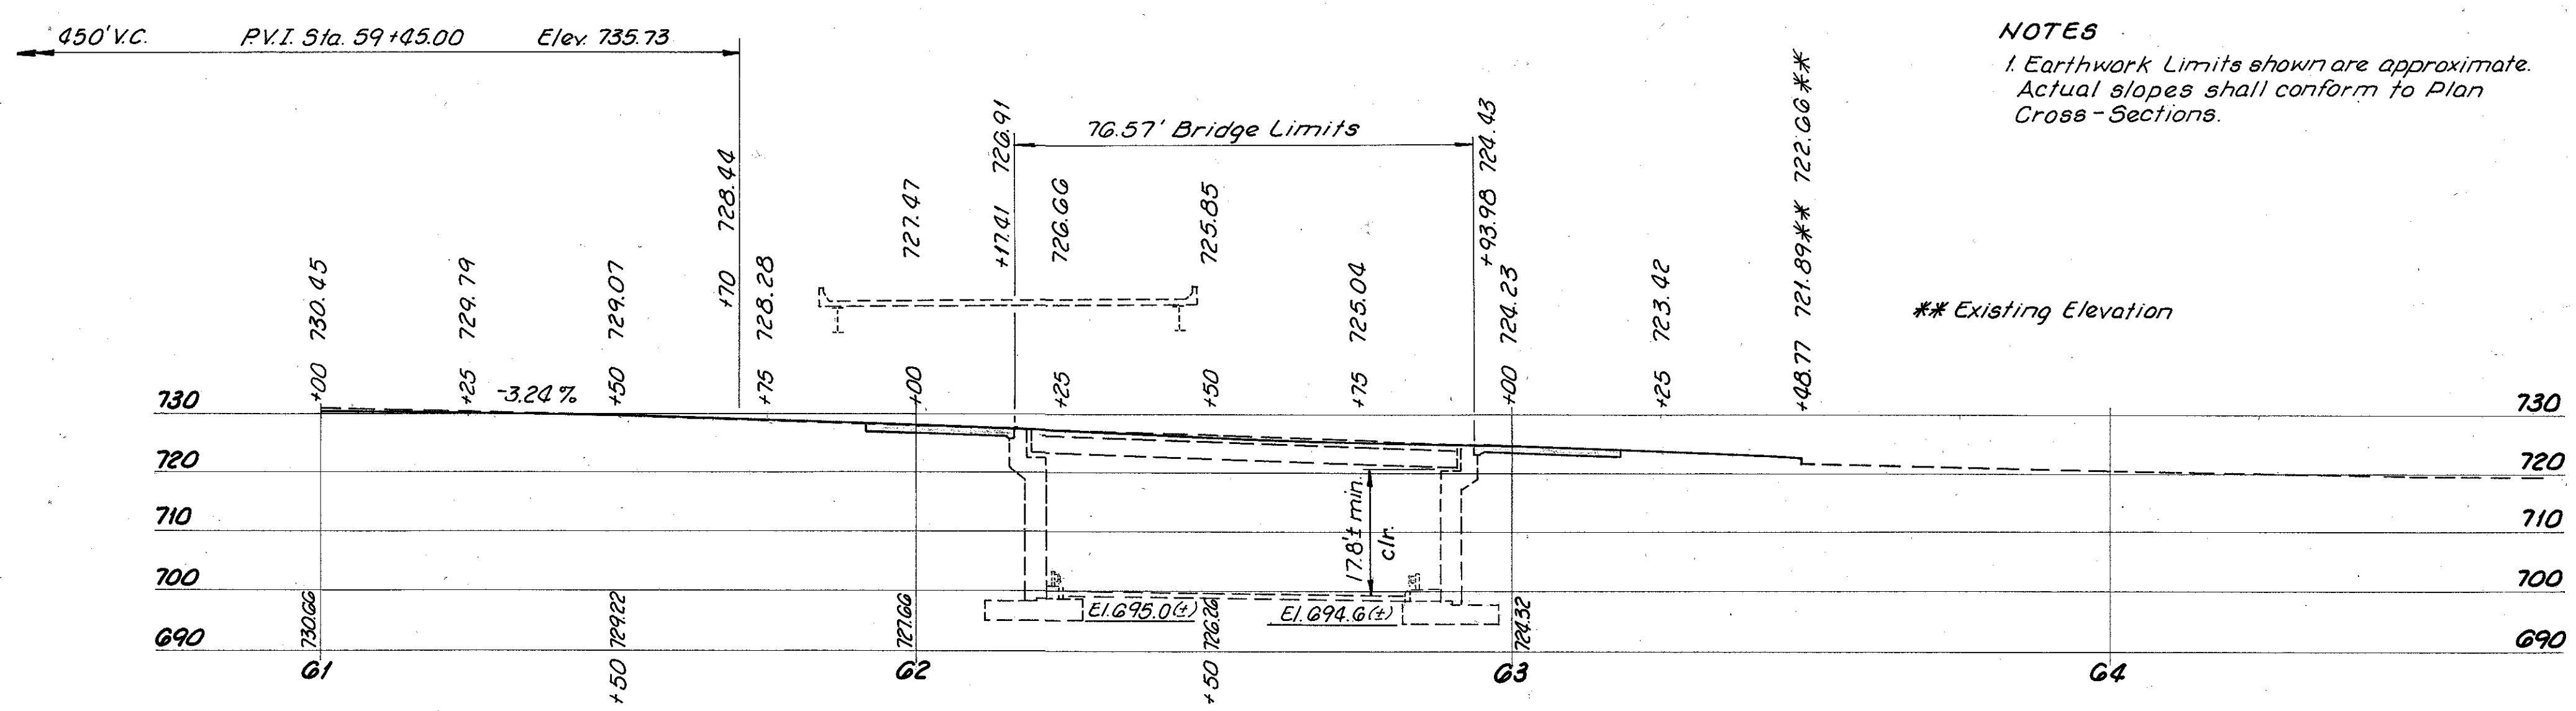 450' V.C. P.V.I. Sta. 59+45.00 Elev. 735.73
NOTES
1. Earthwork Limits shown are approximate.
Actual slopes shall conform to Plan
Cross-Sections.
76.57' Bridge Limits
+00 730.45
+25 729.79
-3.24 %
+50 729.07
+70 728.44
+75 728.28
+00 727.47
+17.41 726.91
+25 726.66
+50 725.85
+75 725.04
+93.98 724.43
+00 724.23
+25 723.42
+48.77 721.89** 722.66**
** Existing Elevation
730 730
720 720
710 710
17.8'± min.
clr.
700 700
El. 695.0(±) El. 694.6(±)
730.66
729.22
727.66
726.26
724.32
690 690
61 +50 62 +50 63 64